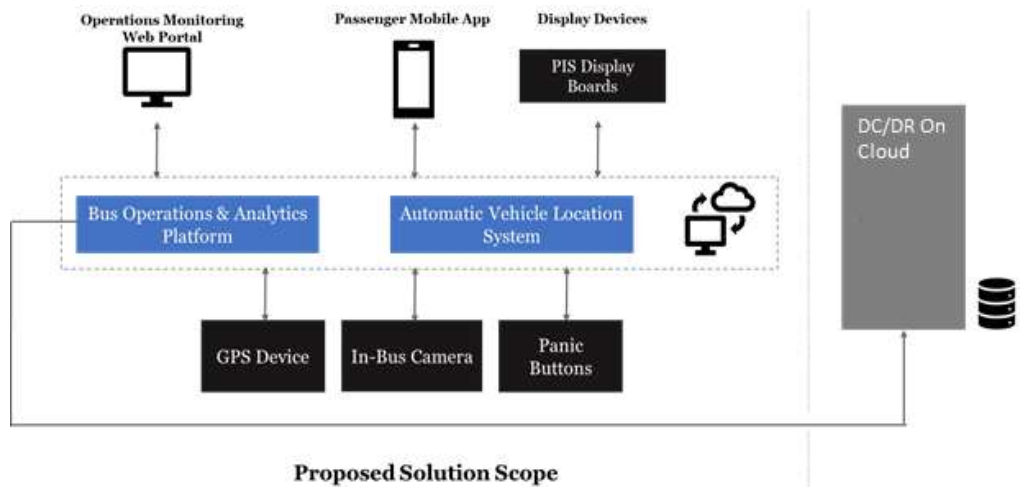 Operations Monitoring
Web Portal
Passenger Mobile App
Display Devices
PIS Display
Boards
DC/DR On
Cloud
Bus Operations & Analytics
Platform
Automatic Vehicle Location
System
GPS Device
In-Bus Camera
Panic
Buttons
Proposed Solution Scope